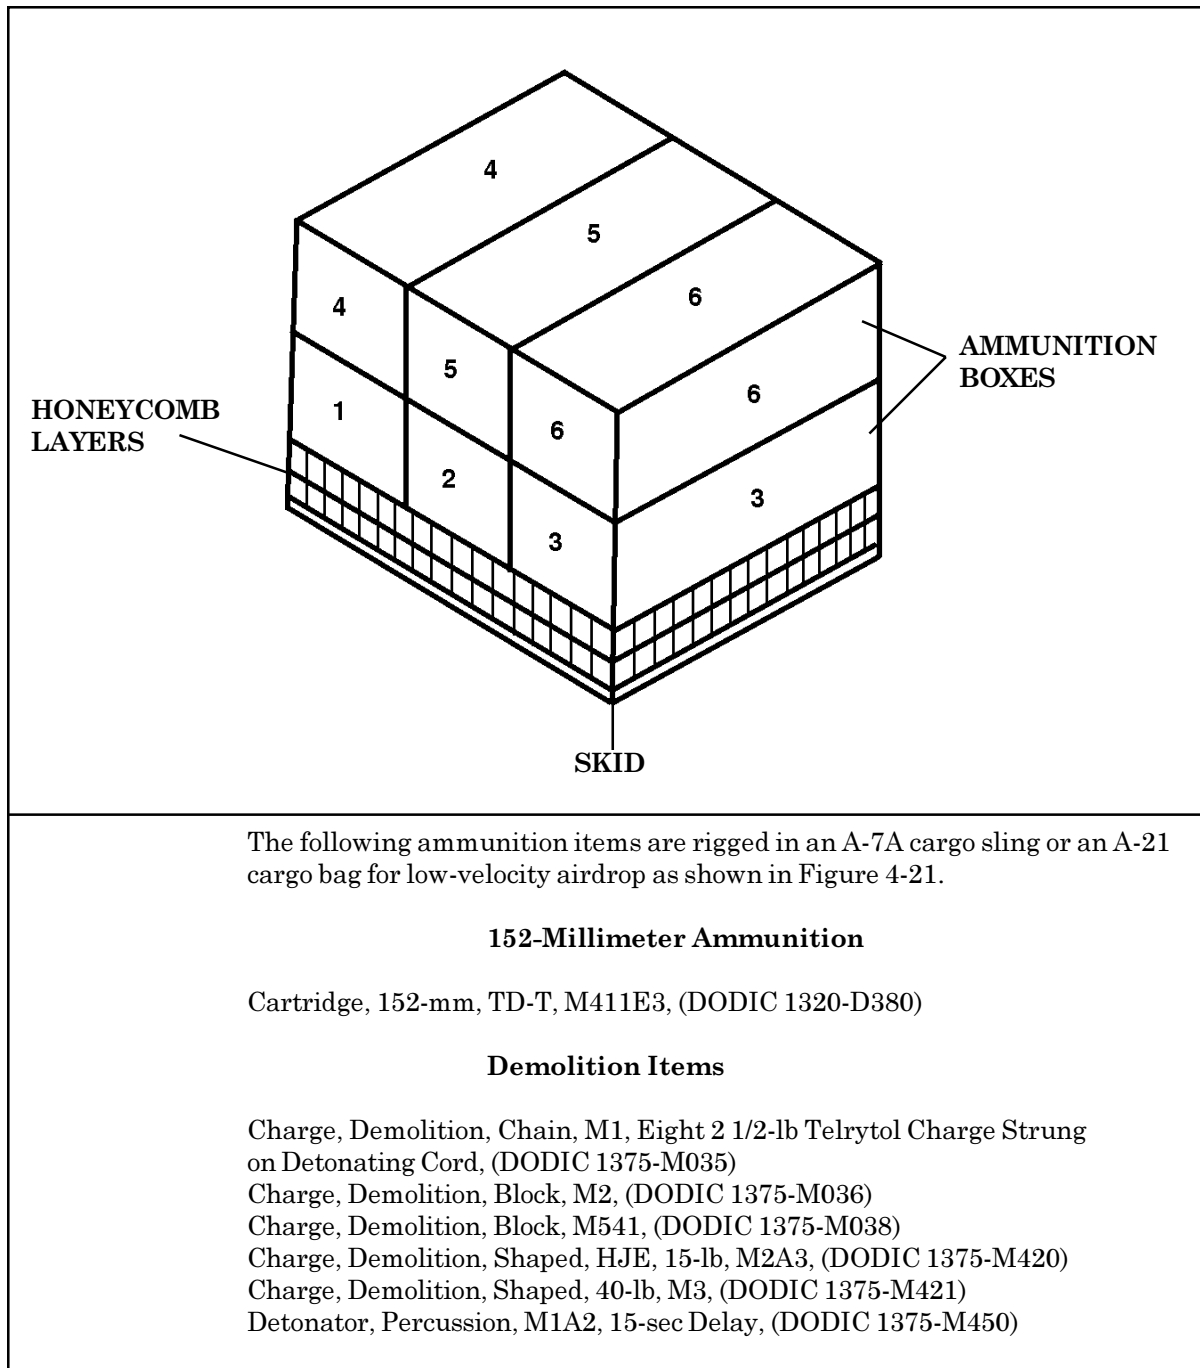 4
5
6
4
5
6
6
1
2
3
3
AMMUNITION
BOXES
HONEYCOMB
LAYERS
SKID
The following ammunition items are rigged in an A-7A cargo sling or an A-21
cargo bag for low-velocity airdrop as shown in Figure 4-21.
152-Millimeter Ammunition
Cartridge, 152-mm, TD-T, M411E3, (DODIC 1320-D380)
Demolition Items
Charge, Demolition, Chain, M1, Eight 2 1/2-lb Telrytol Charge Strung
on Detonating Cord, (DODIC 1375-M035)
Charge, Demolition, Block, M2, (DODIC 1375-M036)
Charge, Demolition, Block, M541, (DODIC 1375-M038)
Charge, Demolition, Shaped, HJE, 15-lb, M2A3, (DODIC 1375-M420)
Charge, Demolition, Shaped, 40-lb, M3, (DODIC 1375-M421)
Detonator, Percussion, M1A2, 15-sec Delay, (DODIC 1375-M450)